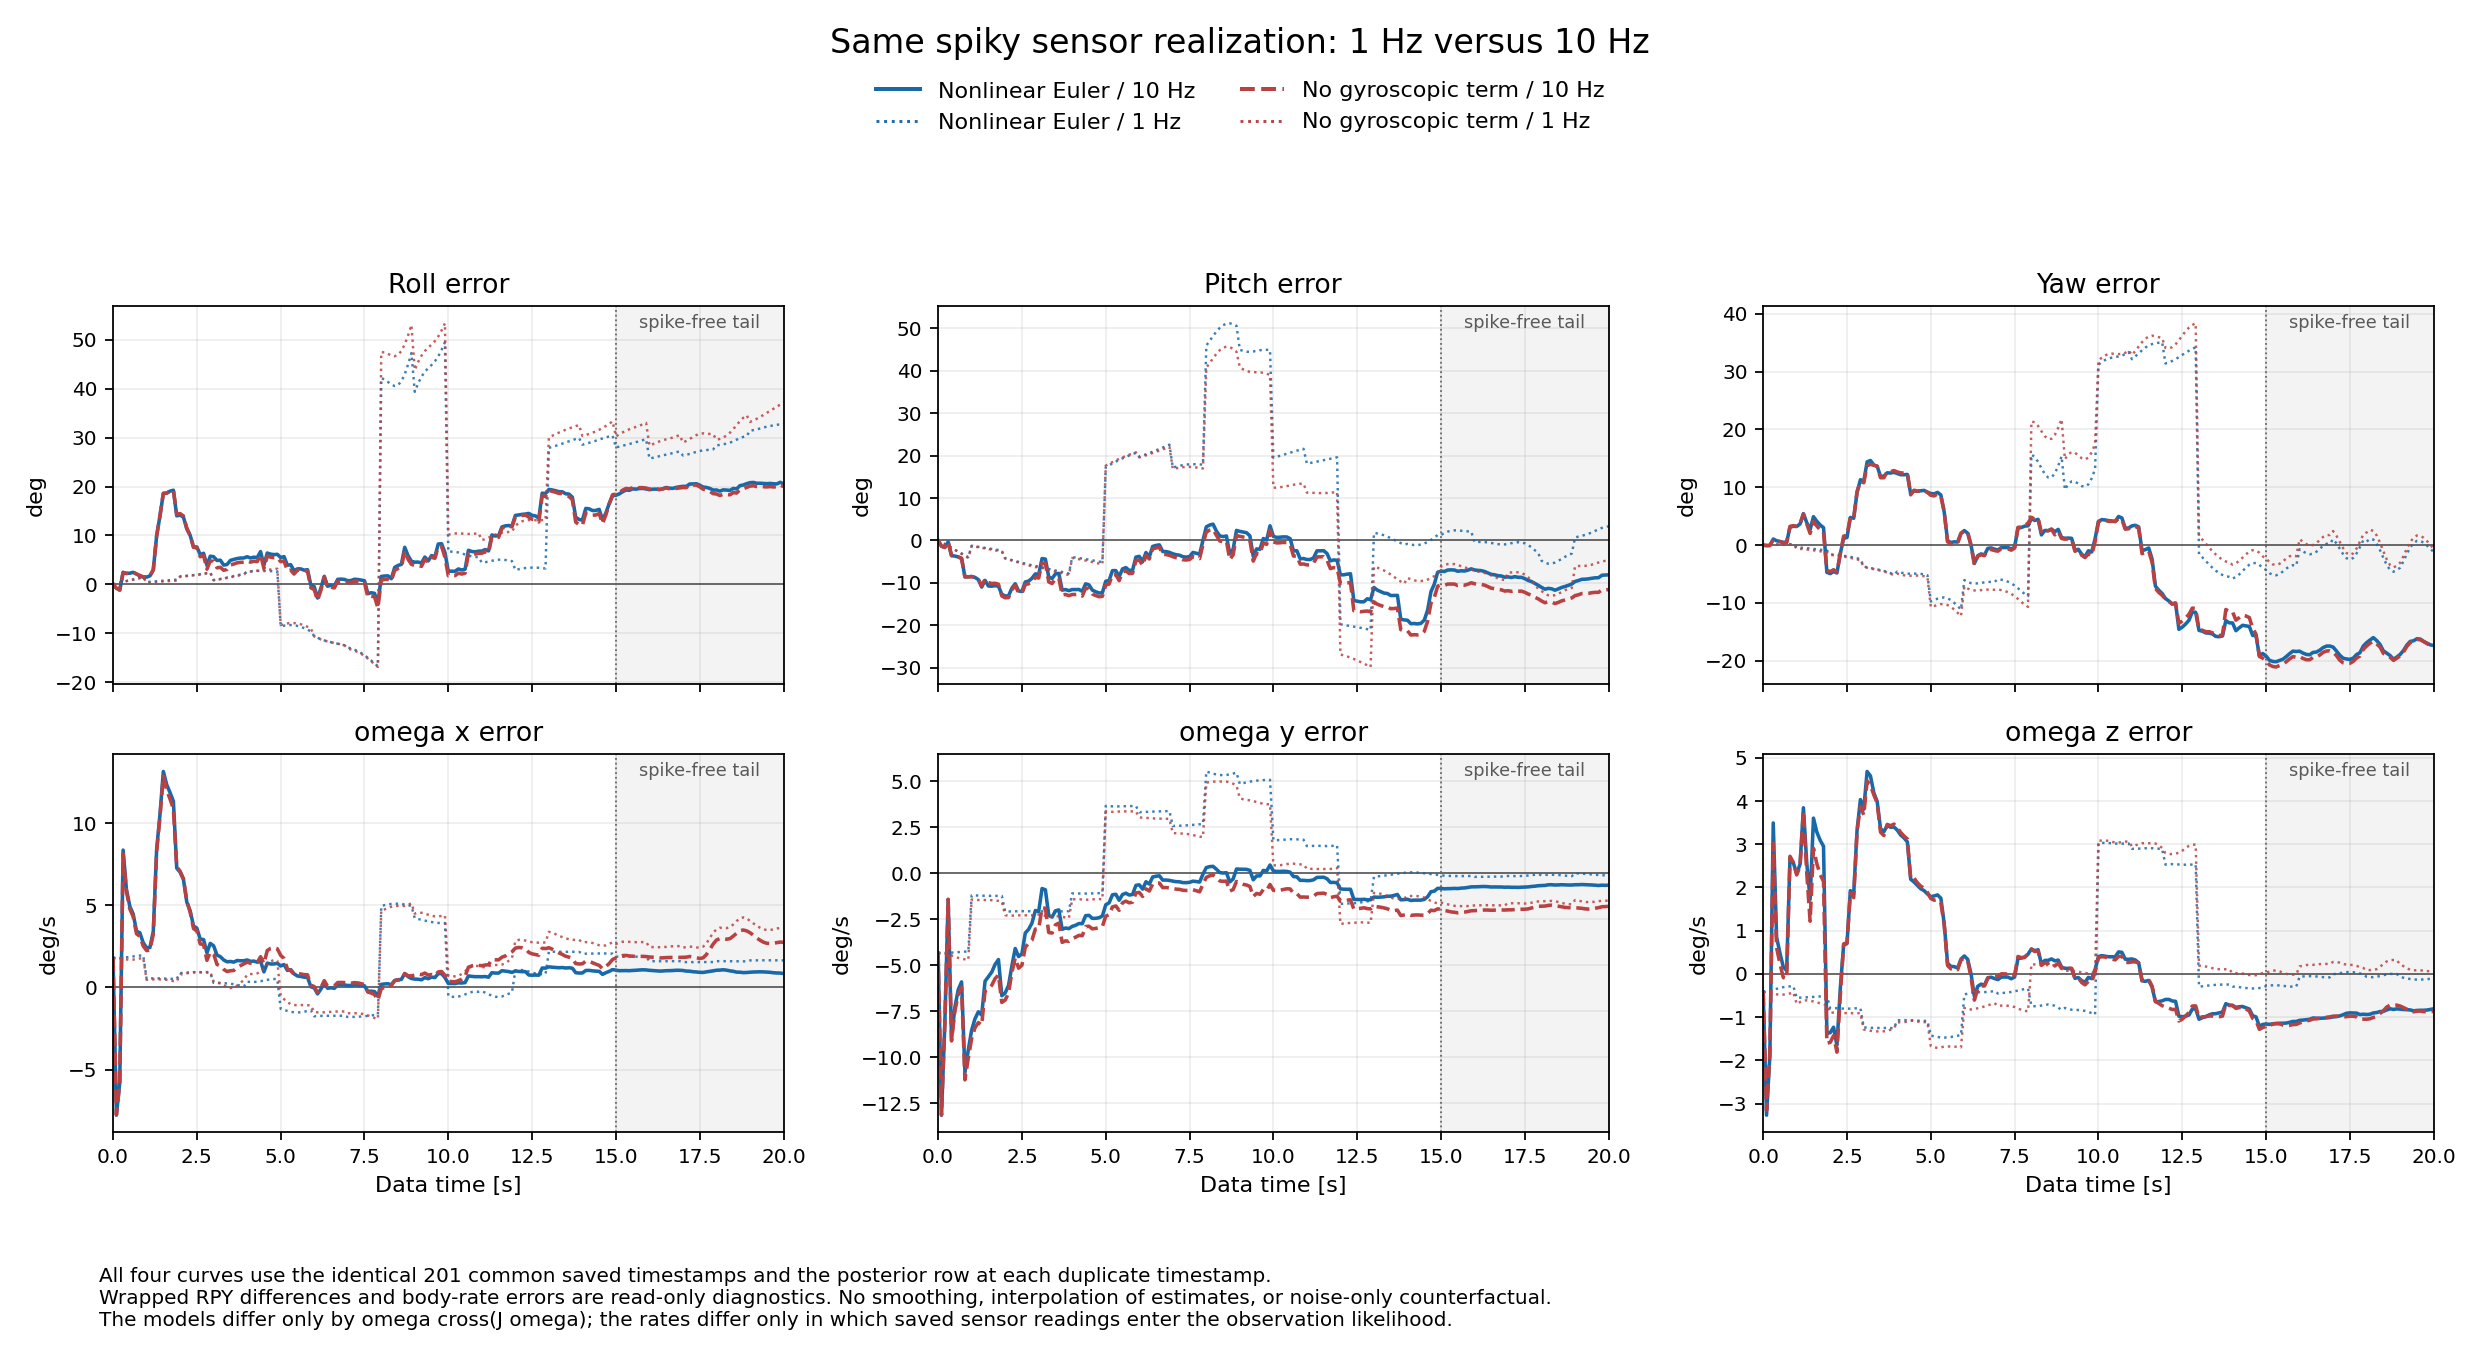 Same spiky sensor realization: 1 Hz versus 10 Hz
Nonlinear Euler / 10 Hz
No gyroscopic term / 10 Hz
Nonlinear Euler / 1 Hz
No gyroscopic term / 1 Hz
Roll error
spike-free tail
deg
50
40
30
20
10
0
−10
−20
Pitch error
spike-free tail
deg
50
40
30
20
10
0
−10
−20
−30
Yaw error
spike-free tail
deg
40
30
20
10
0
−10
−20
omega x error
spike-free tail
deg/s
10
5
0
−5
0.0 2.5 5.0 7.5 10.0 12.5 15.0 17.5 20.0
Data time [s]
omega y error
spike-free tail
deg/s
5.0
2.5
0.0
−2.5
−5.0
−7.5
−10.0
−12.5
0.0 2.5 5.0 7.5 10.0 12.5 15.0 17.5 20.0
Data time [s]
omega z error
spike-free tail
deg/s
5
4
3
2
1
0
−1
−2
−3
0.0 2.5 5.0 7.5 10.0 12.5 15.0 17.5 20.0
Data time [s]
All four curves use the identical 201 common saved timestamps and the posterior row at each duplicate timestamp.
Wrapped RPY differences and body-rate errors are read-only diagnostics. No smoothing, interpolation of estimates, or noise-only counterfactual.
The models differ only by omega cross(J omega); the rates differ only in which saved sensor readings enter the observation likelihood.